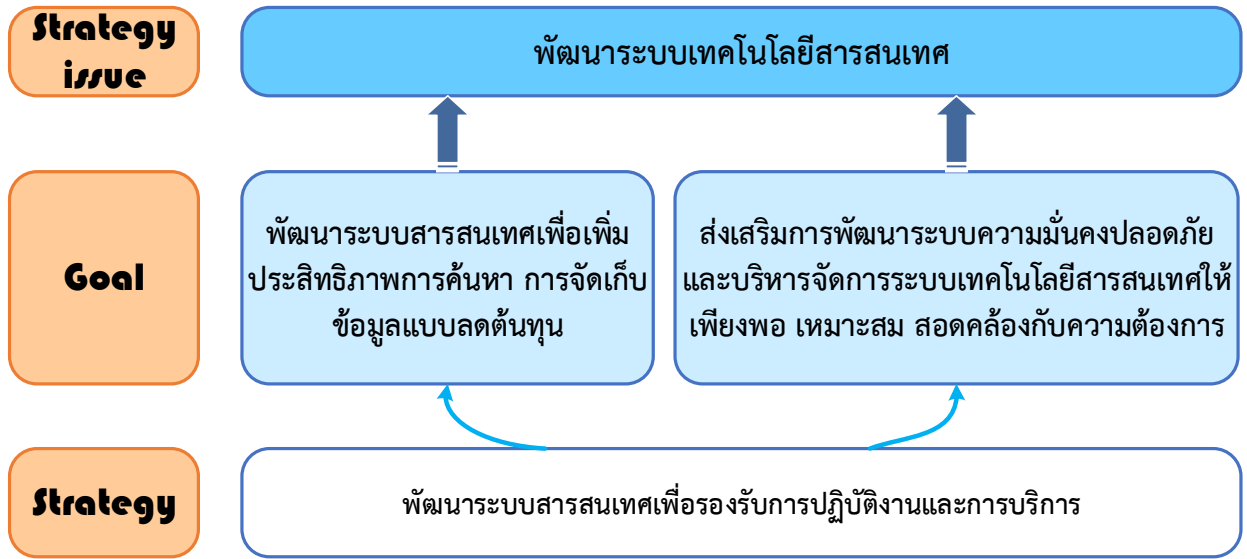 Strategy
issue
พัฒนาระบบเทคโนโลยีสารสนเทศ
Goal
พัฒนาระบบสารสนเทศเพื่อเพิ่ม
ประสิทธิภาพการค้นหา การจัดเก็บ
ข้อมูลแบบลดต้นทุน
ส่งเสริมการพัฒนาระบบความมั่นคงปลอดภัย
และบริหารจัดการระบบเทคโนโลยีสารสนเทศให้
เพียงพอ เหมาะสม สอดคล้องกับความต้องการ
Strategy
พัฒนาระบบสารสนเทศเพื่อรองรับการปฏิบัติงานและการบริการ